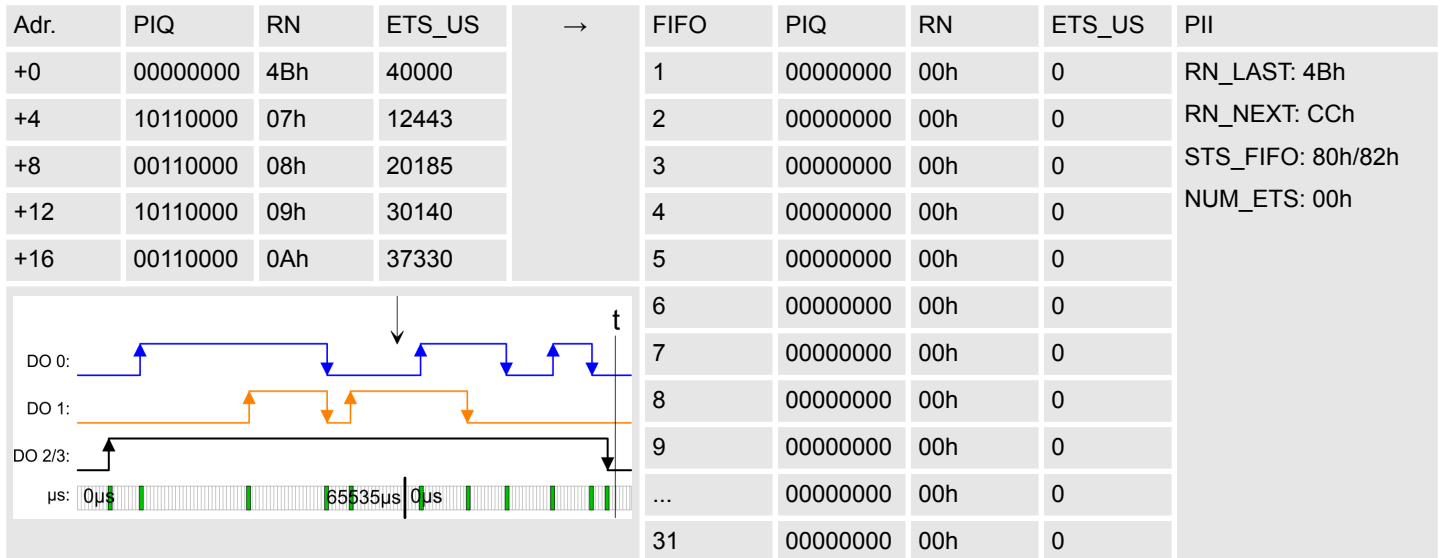 Adr. PIQ RN ETS_US → FIFO PIQ RN ETS_US PII
+0 00000000 4Bh 40000 1 00000000 00h 0 RN_LAST: 4Bh
+4 10110000 07h 12443 2 00000000 00h 0 RN_NEXT: CCh
+8 00110000 08h 20185 3 00000000 00h 0 STS_FIFO: 80h/82h
+12 10110000 09h 30140 4 00000000 00h 0 NUM_ETS: 00h
+16 00110000 0Ah 37330 5 00000000 00h 0
6 00000000 00h 0
t
DO 0: 7 00000000 00h 0
DO 1: 8 00000000 00h 0
DO 2/3: 9 00000000 00h 0
µs: 0µs 65535µs 0µs ... 00000000 00h 0
31 00000000 00h 0